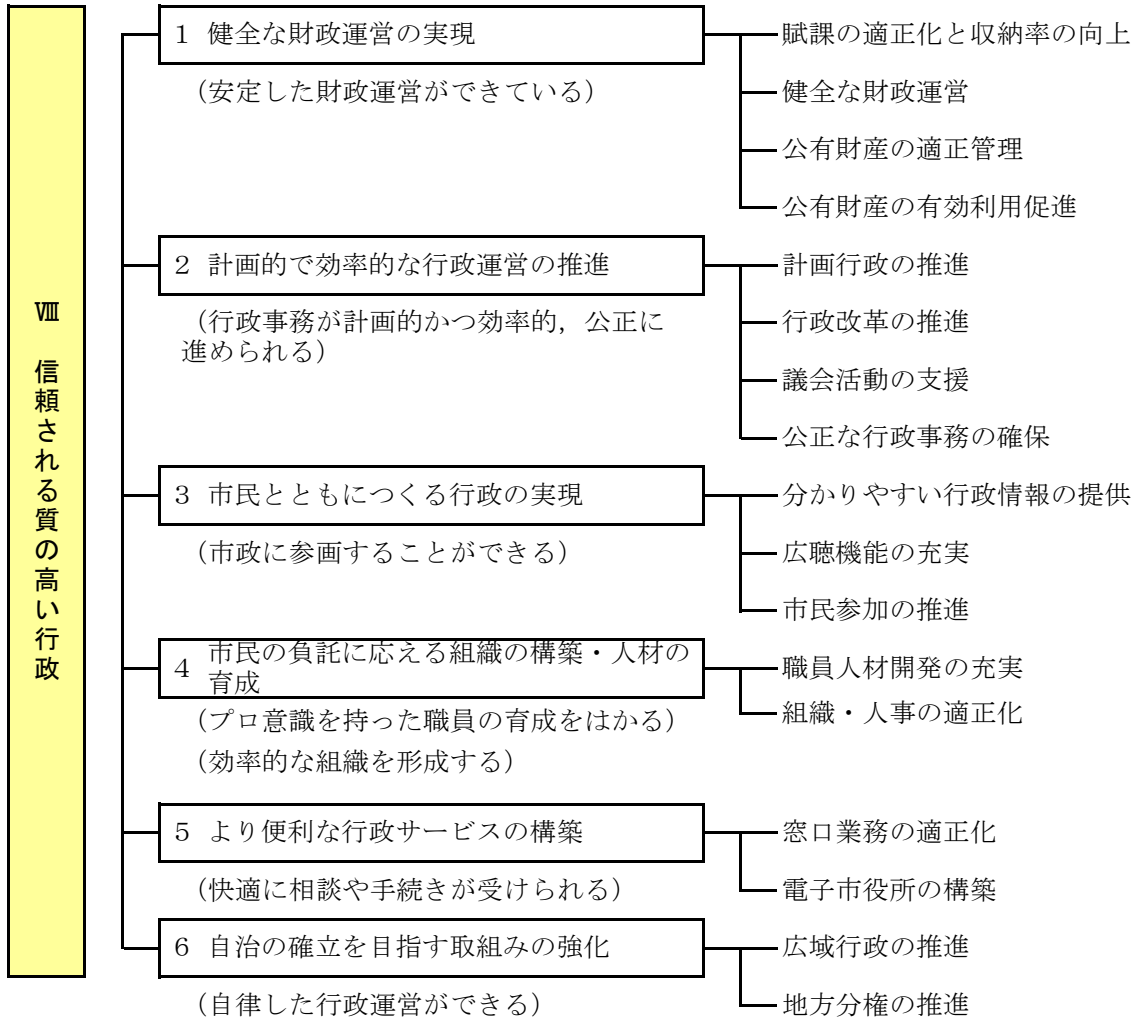 Ⅷ 信頼される質の高い行政
1 健全な財政運営の実現
(安定した財政運営ができている)
賦課の適正化と収納率の向上
健全な財政運営
公有財産の適正管理
公有財産の有効利用促進
2 計画的で効率的な行政運営の推進
(行政事務が計画的かつ効率的，公正に
進められる)
計画行政の推進
行政改革の推進
議会活動の支援
公正な行政事務の確保
3 市民とともにつくる行政の実現
(市政に参画することができる)
分かりやすい行政情報の提供
広聴機能の充実
市民参加の推進
4 市民の負託に応える組織の構築・人材の
育成
(プロ意識を持った職員の育成をはかる)
(効率的な組織を形成する)
職員人材開発の充実
組織・人事の適正化
5 より便利な行政サービスの構築
(快適に相談や手続きが受けられる)
窓口業務の適正化
電子市役所の構築
6 自治の確立を目指す取組みの強化
(自律した行政運営ができる)
広域行政の推進
地方分権の推進